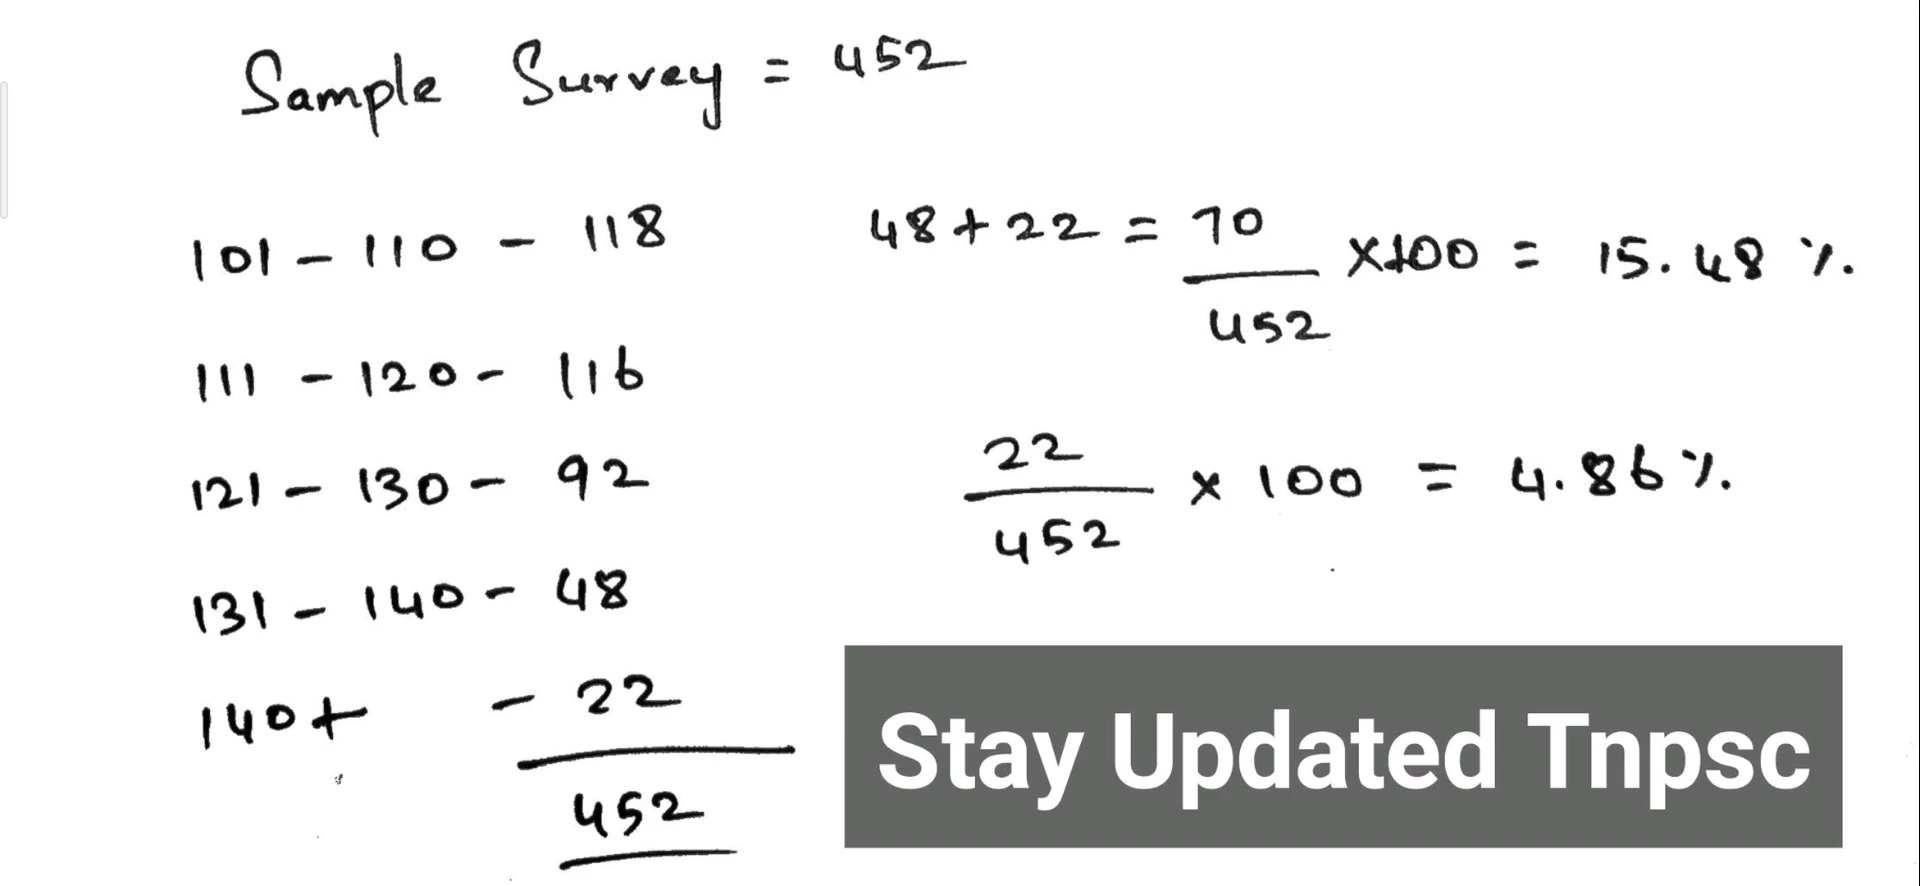 Sample Survey = 452
101 - 110 - 118
111 - 120 - 116
121 - 130 - 92
131 - 140 - 48
140+ - 22
452
48+22 = 70
452
x100 = 15.48 %.
22
452
x 100 = 4.86 %.
Stay Updated Tnpsc